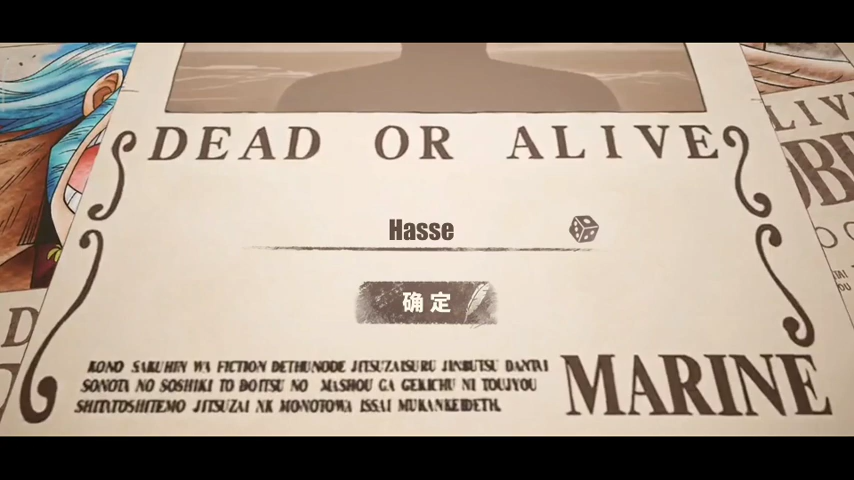 DEAD OR ALIVE
Hasse
确定
KONO SAKUHIN WA FICTION DETHUNODE JITSUZAISURU JINBUTSU DANTAI
SONOTA NO SOSHIKI TO DOITSU NO MASHOU GA GEKICHU NI TOUJYOU
SHITATOSHITEMO JITSUZAI NK MONOTOWA ISSAI MUKANKEIDETH.
MARINE
LIV